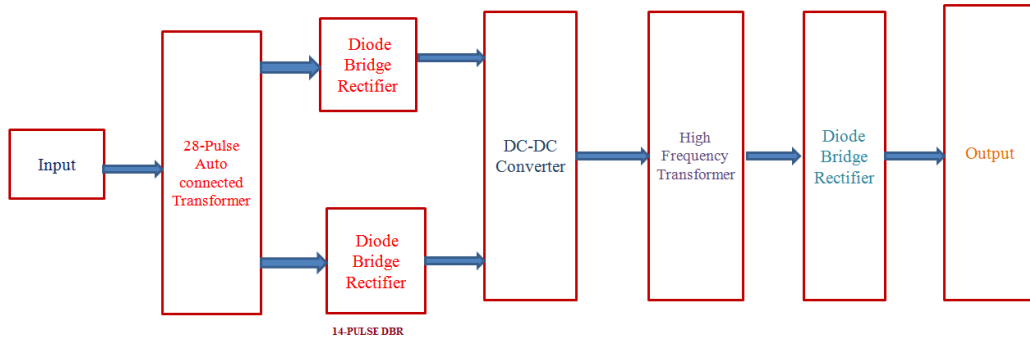 Input
28-Pulse
Auto
connected
Transformer
Diode
Bridge
Rectifier
Diode
Bridge
Rectifier
14-PULSE DBR
DC-DC
Converter
High
Frequency
Transformer
Diode
Bridge
Rectifier
Output